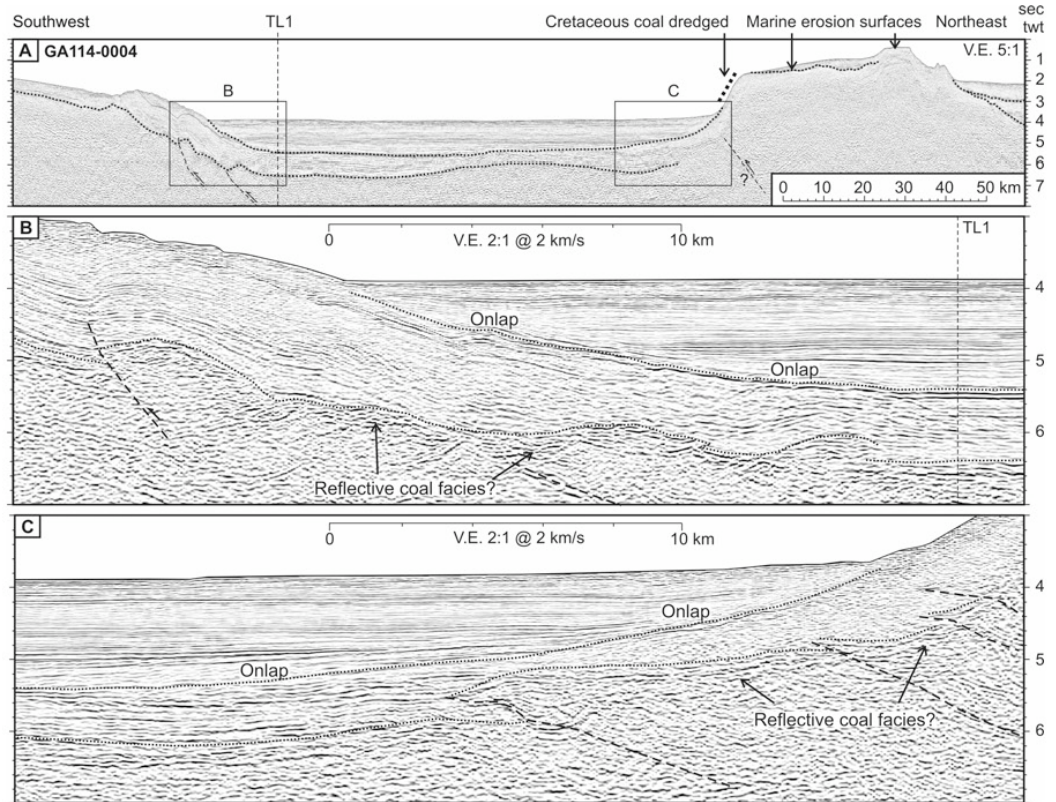 Southwest TL1 Cretaceous coal dredged Marine erosion surfaces Northeast sec
twt
A GA114-0004 V.E. 5:1
B C
1
2
3
4
5
6
7
?
0 10 20 30 40 50 km
B
0 10 km
V.E. 2:1 @ 2 km/s
TL1
4
Onlap
5
Onlap
6
Reflective coal facies?
C
0 10 km
V.E. 2:1 @ 2 km/s
4
Onlap
Onlap
5
Reflective coal facies?
6